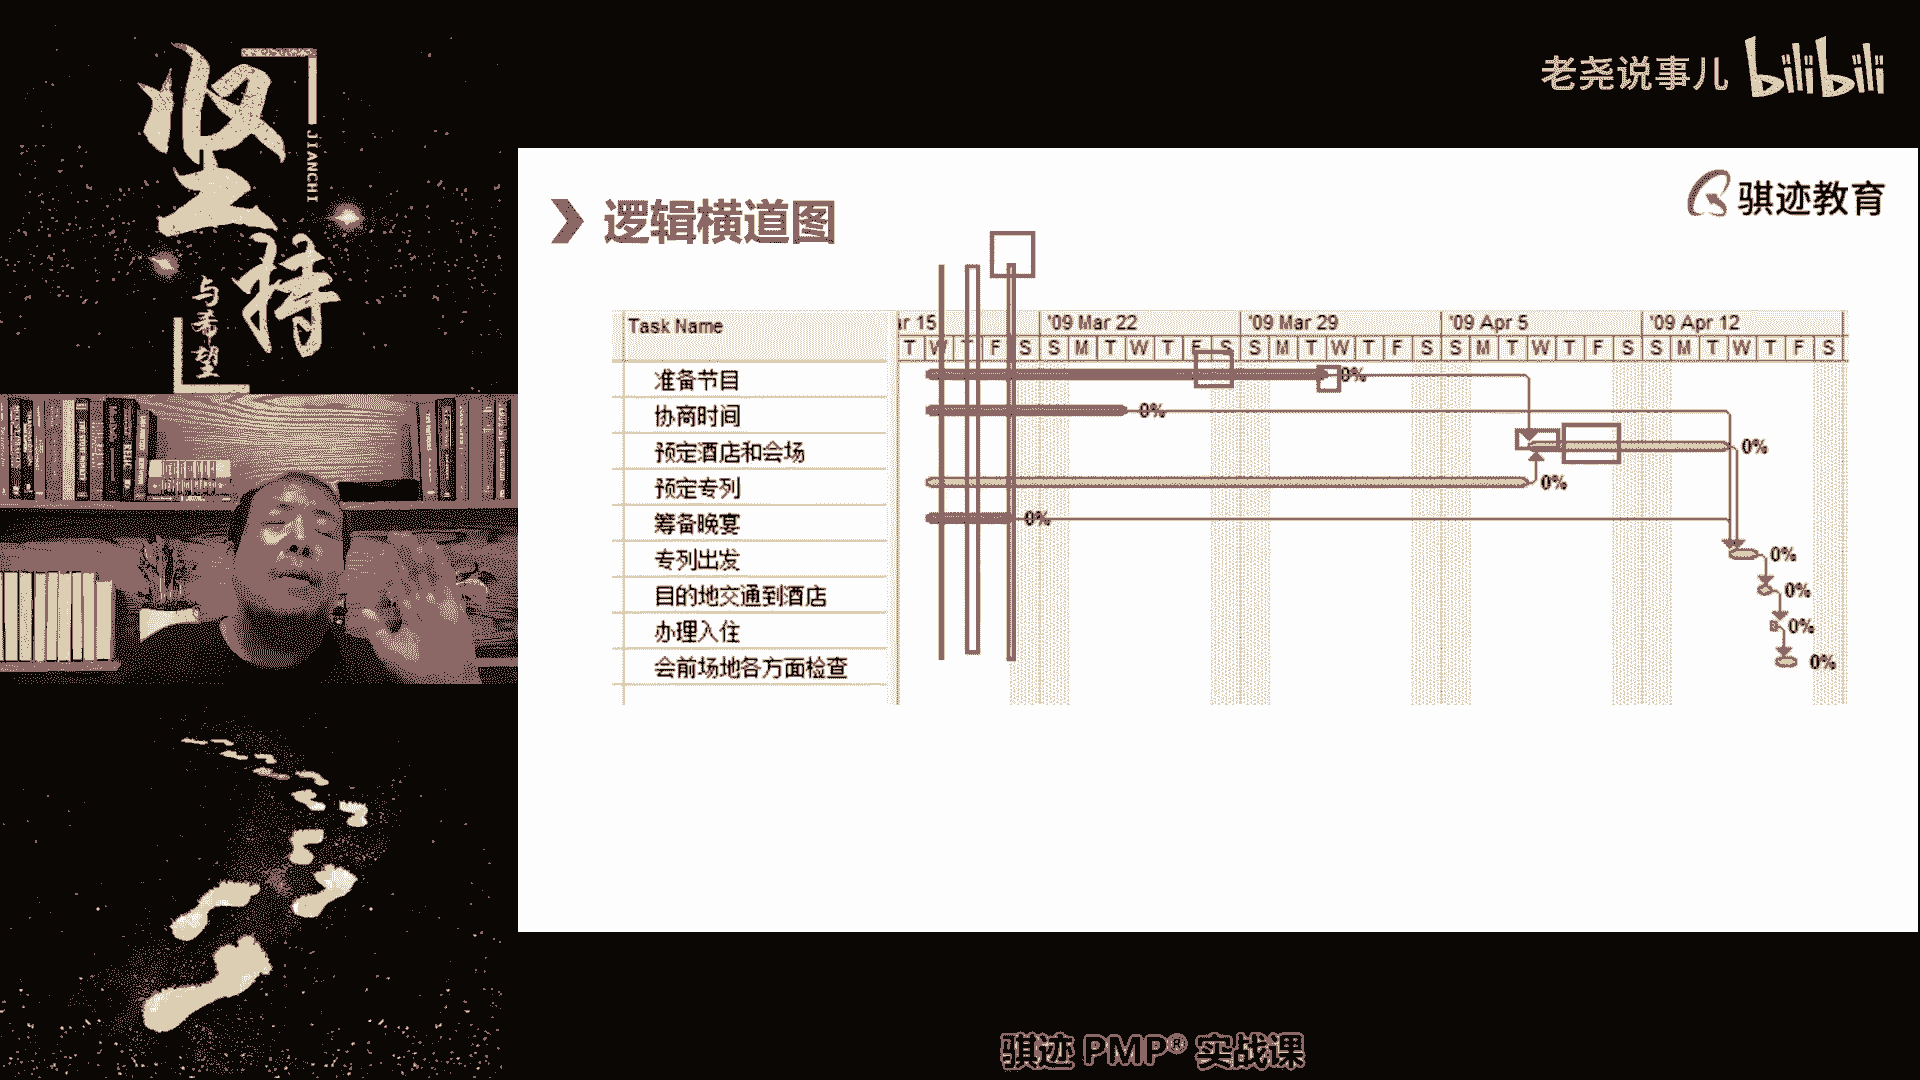 坚持
JIANCHI
与希望
老尧说事儿 bilibili
骐迹教育
逻辑横道图
Task Name
ar 15 '09 Mar 22 '09 Mar 29 '09 Apr 5 '09 Apr 12
T W T F S S M T W T F S S M T W T F S S M T W T F S S M T W T F S
准备节目 0%
协商时间 0%
预定酒店和会场 0%
预定专列 0%
筹备晚宴 0%
专列出发 0%
目的地交通到酒店 0%
办理入住 0%
会前场地各方面检查 0%
骐迹 PMP® 实战课